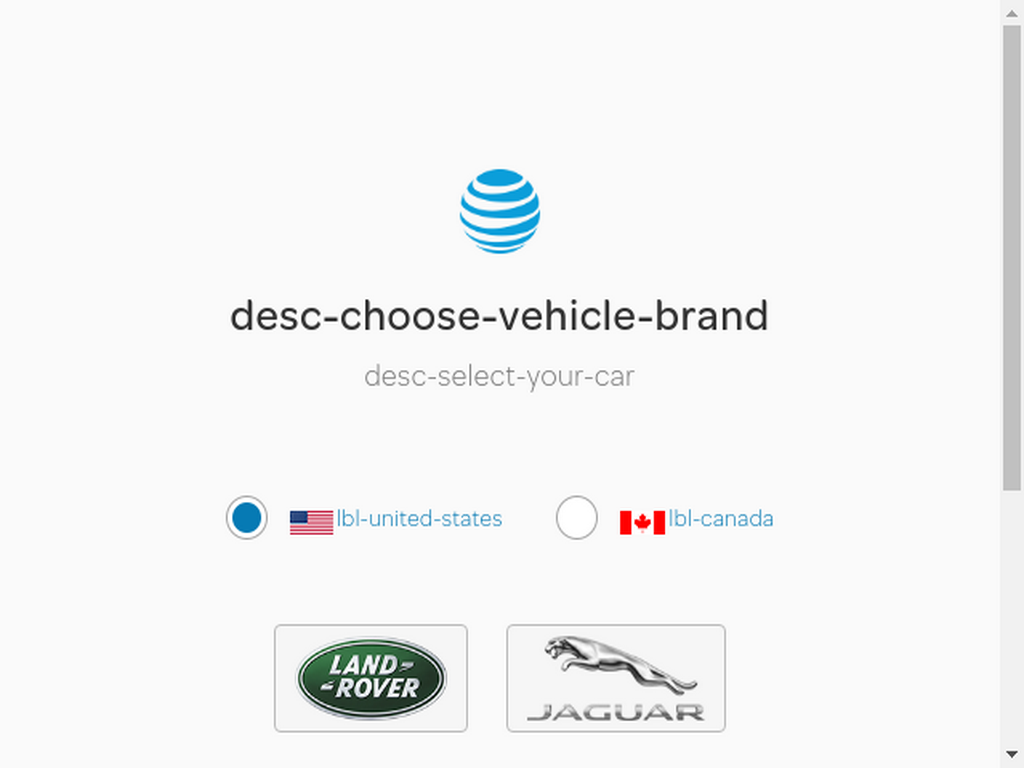 desc-choose-vehicle-brand
desc-select-your-car
lbl-united-states lbl-canada
LAND-
-ROVER
JAGUAR